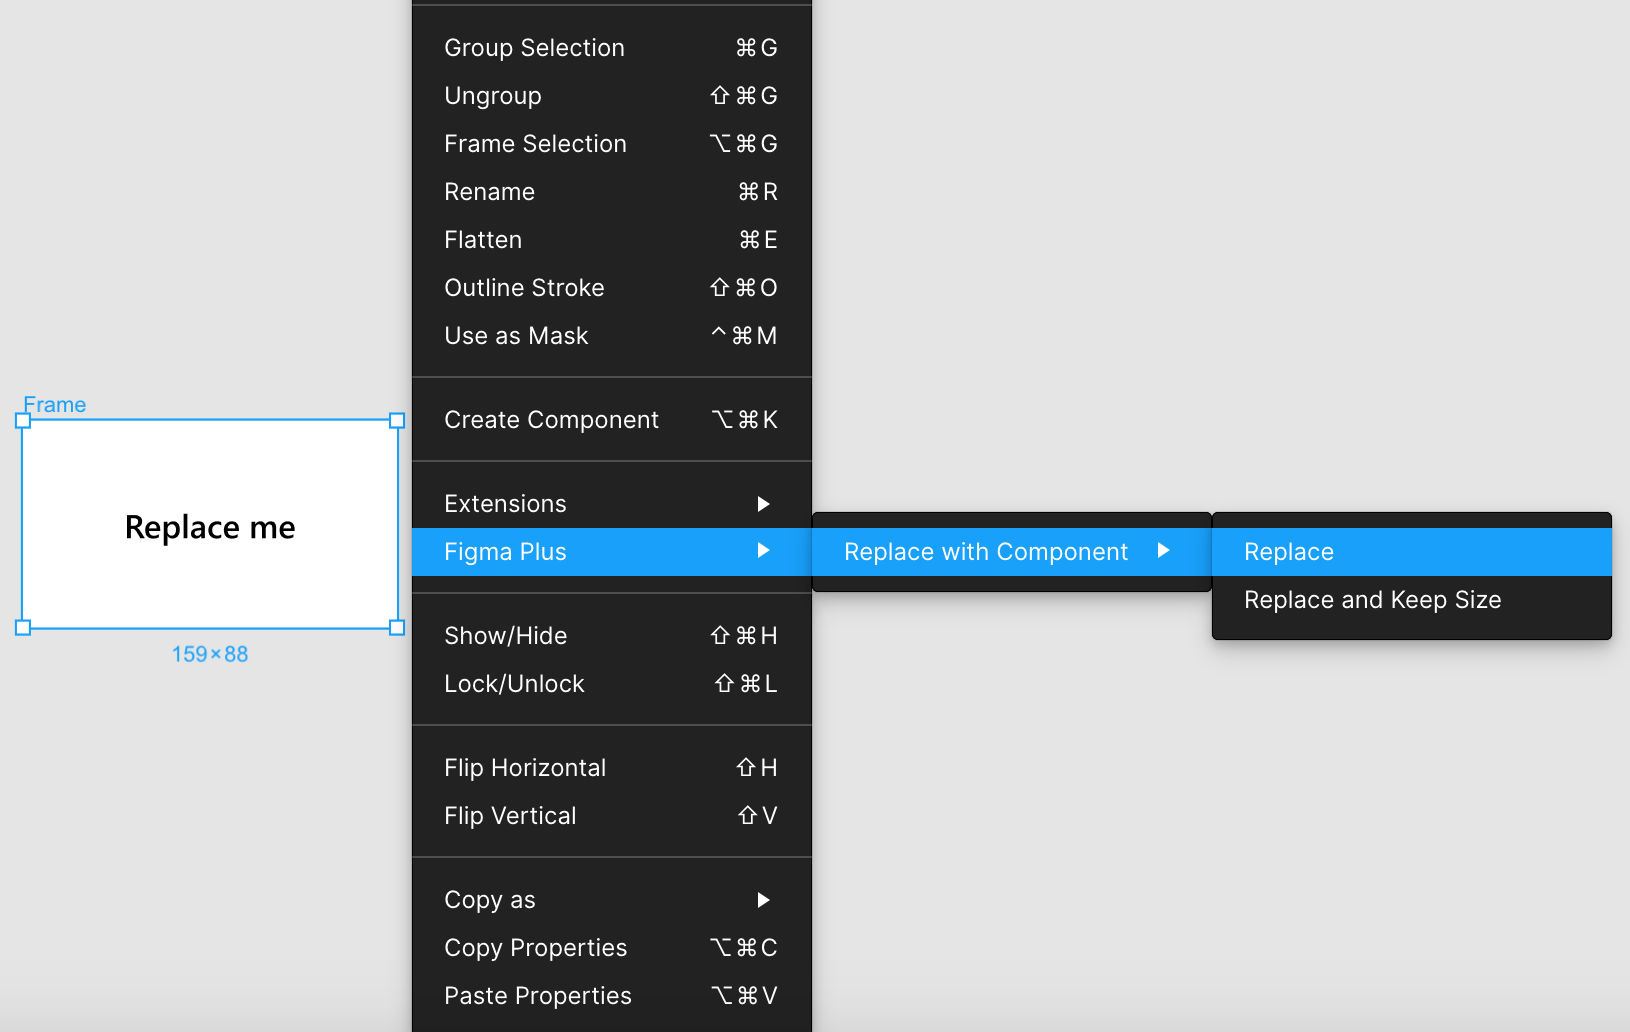 Group Selection ⌘G
Ungroup ⇧⌘G
Frame Selection ⌥⌘G
Rename ⌘R
Flatten ⌘E
Outline Stroke ⇧⌘O
Use as Mask ^⌘M
Create Component ⌥⌘K
Extensions
Figma Plus
Replace with Component
Replace
Replace and Keep Size
Show/Hide ⇧⌘H
Lock/Unlock ⇧⌘L
Flip Horizontal ⇧H
Flip Vertical ⇧V
Copy as
Copy Properties ⌥⌘C
Paste Properties ⌥⌘V
Frame
Replace me
159×88